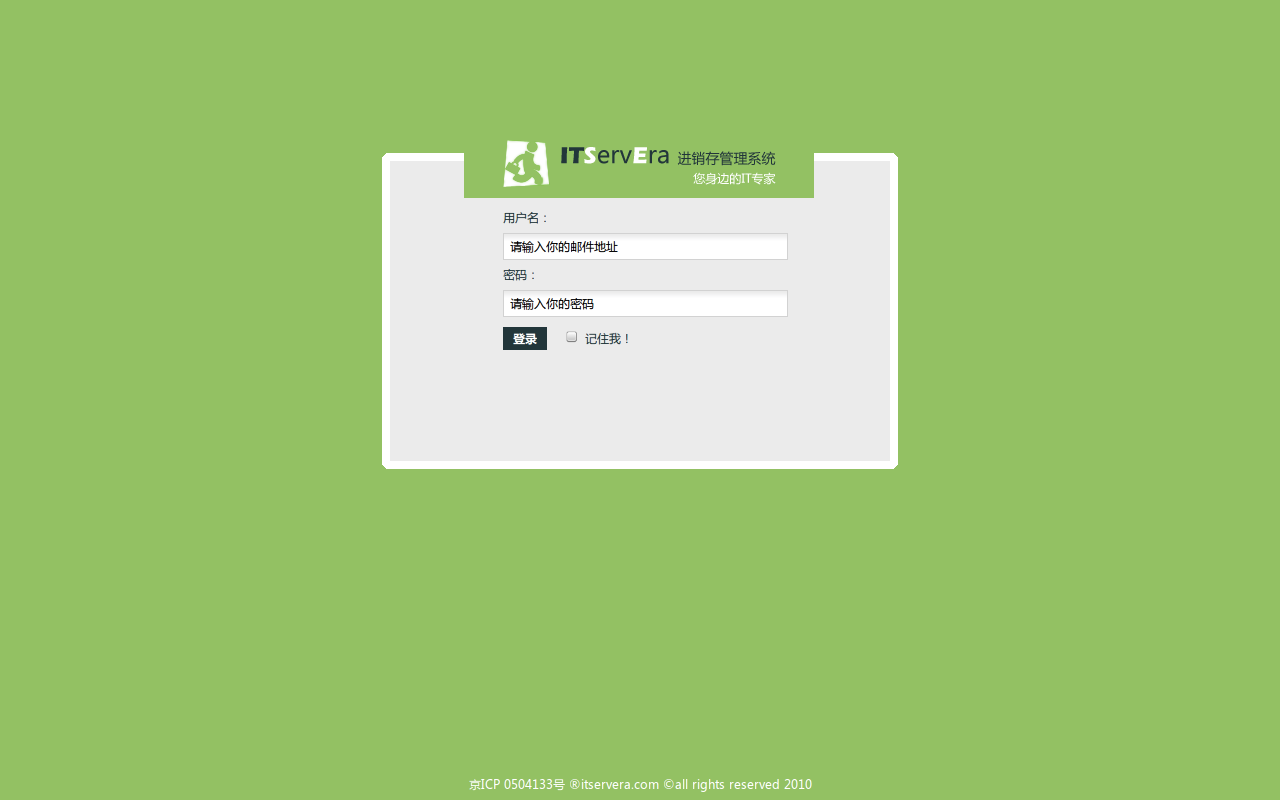 ITServEra 进销存管理系统
您身边的IT专家
用户名：
请输入你的邮件地址
密码：
请输入你的密码
登录 记住我！
京ICP 0504133号 ®itservera.com ©all rights reserved 2010